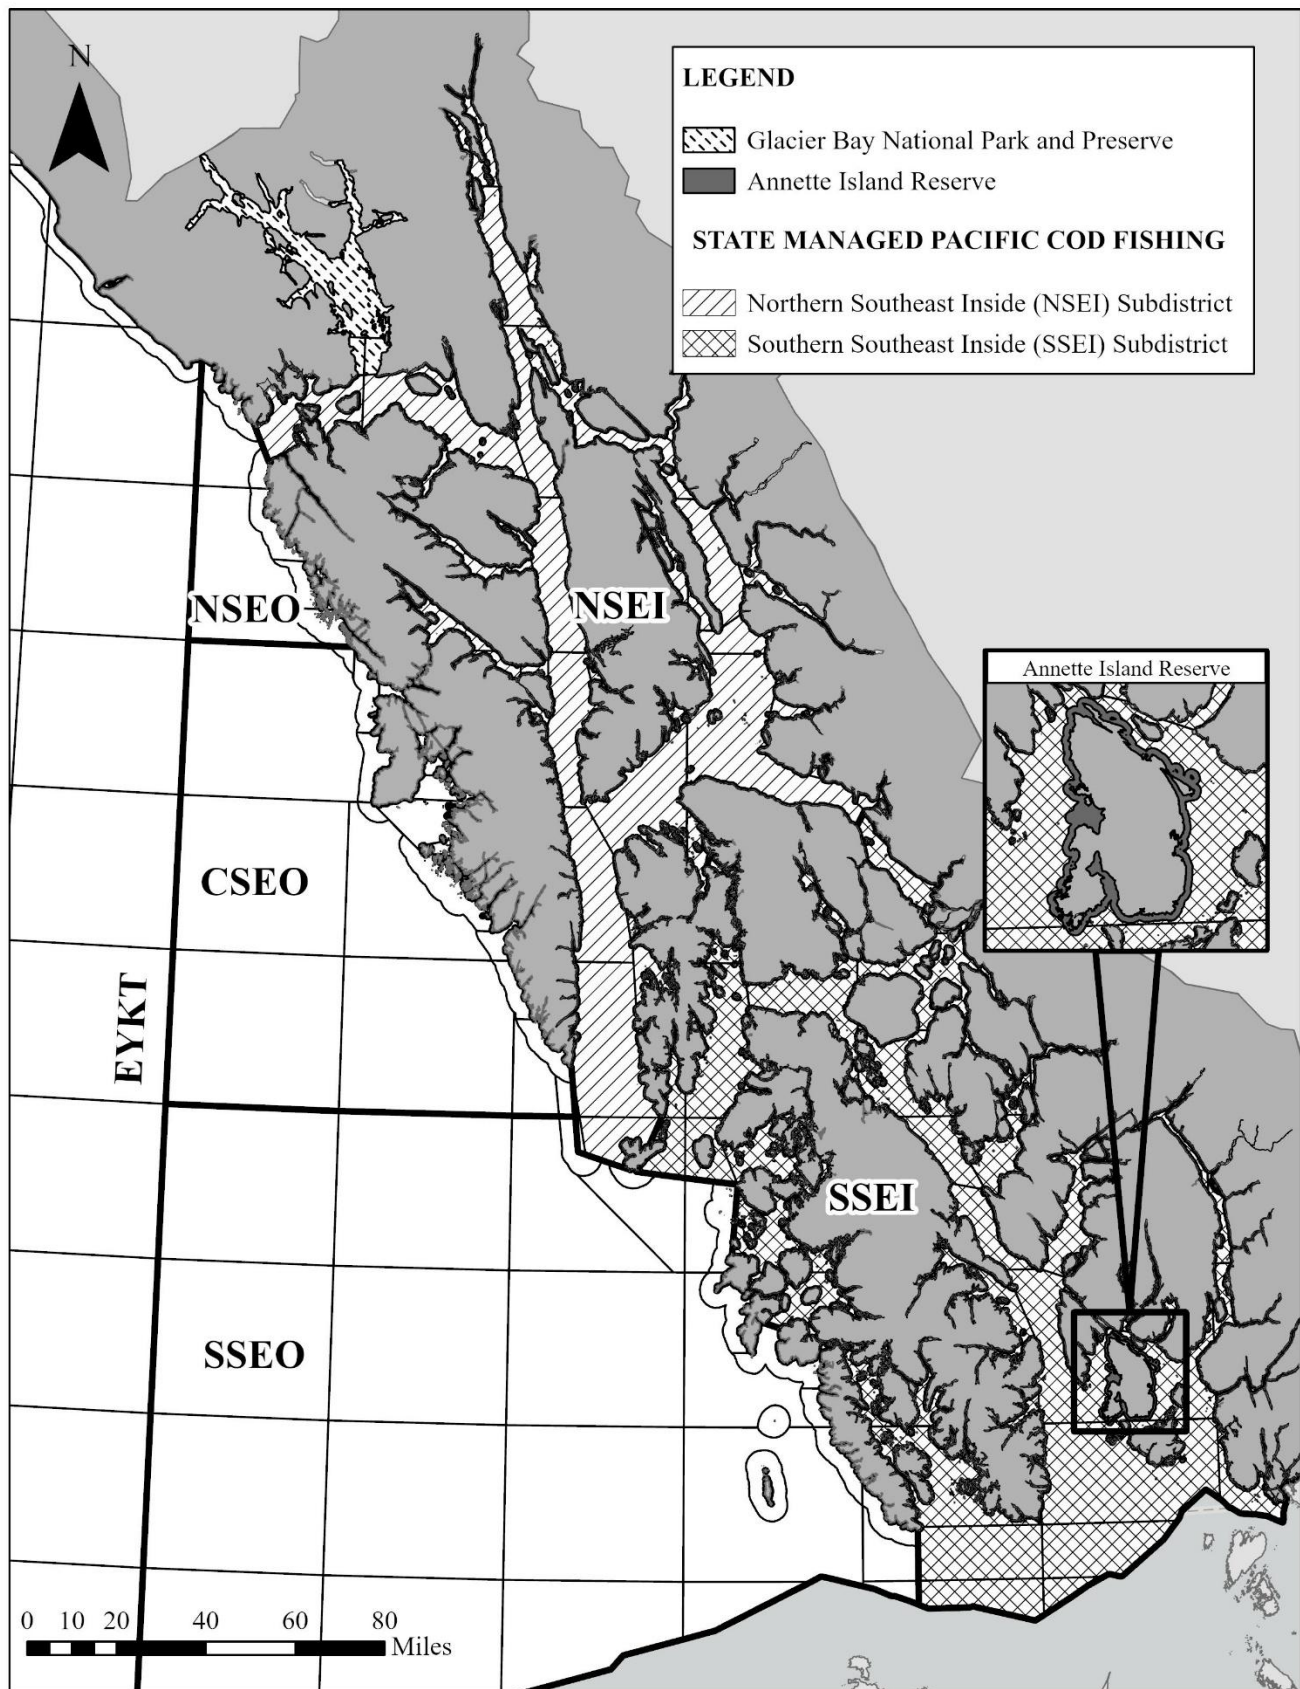 N
LEGEND
Glacier Bay National Park and Preserve
Annette Island Reserve
STATE MANAGED PACIFIC COD FISHING
Northern Southeast Inside (NSEI) Subdistrict
Southern Southeast Inside (SSEI) Subdistrict
NSEO
NSEI
Annette Island Reserve
CSEO
EYKT
SSEI
SSEO
0 10 20 40 60 80
Miles